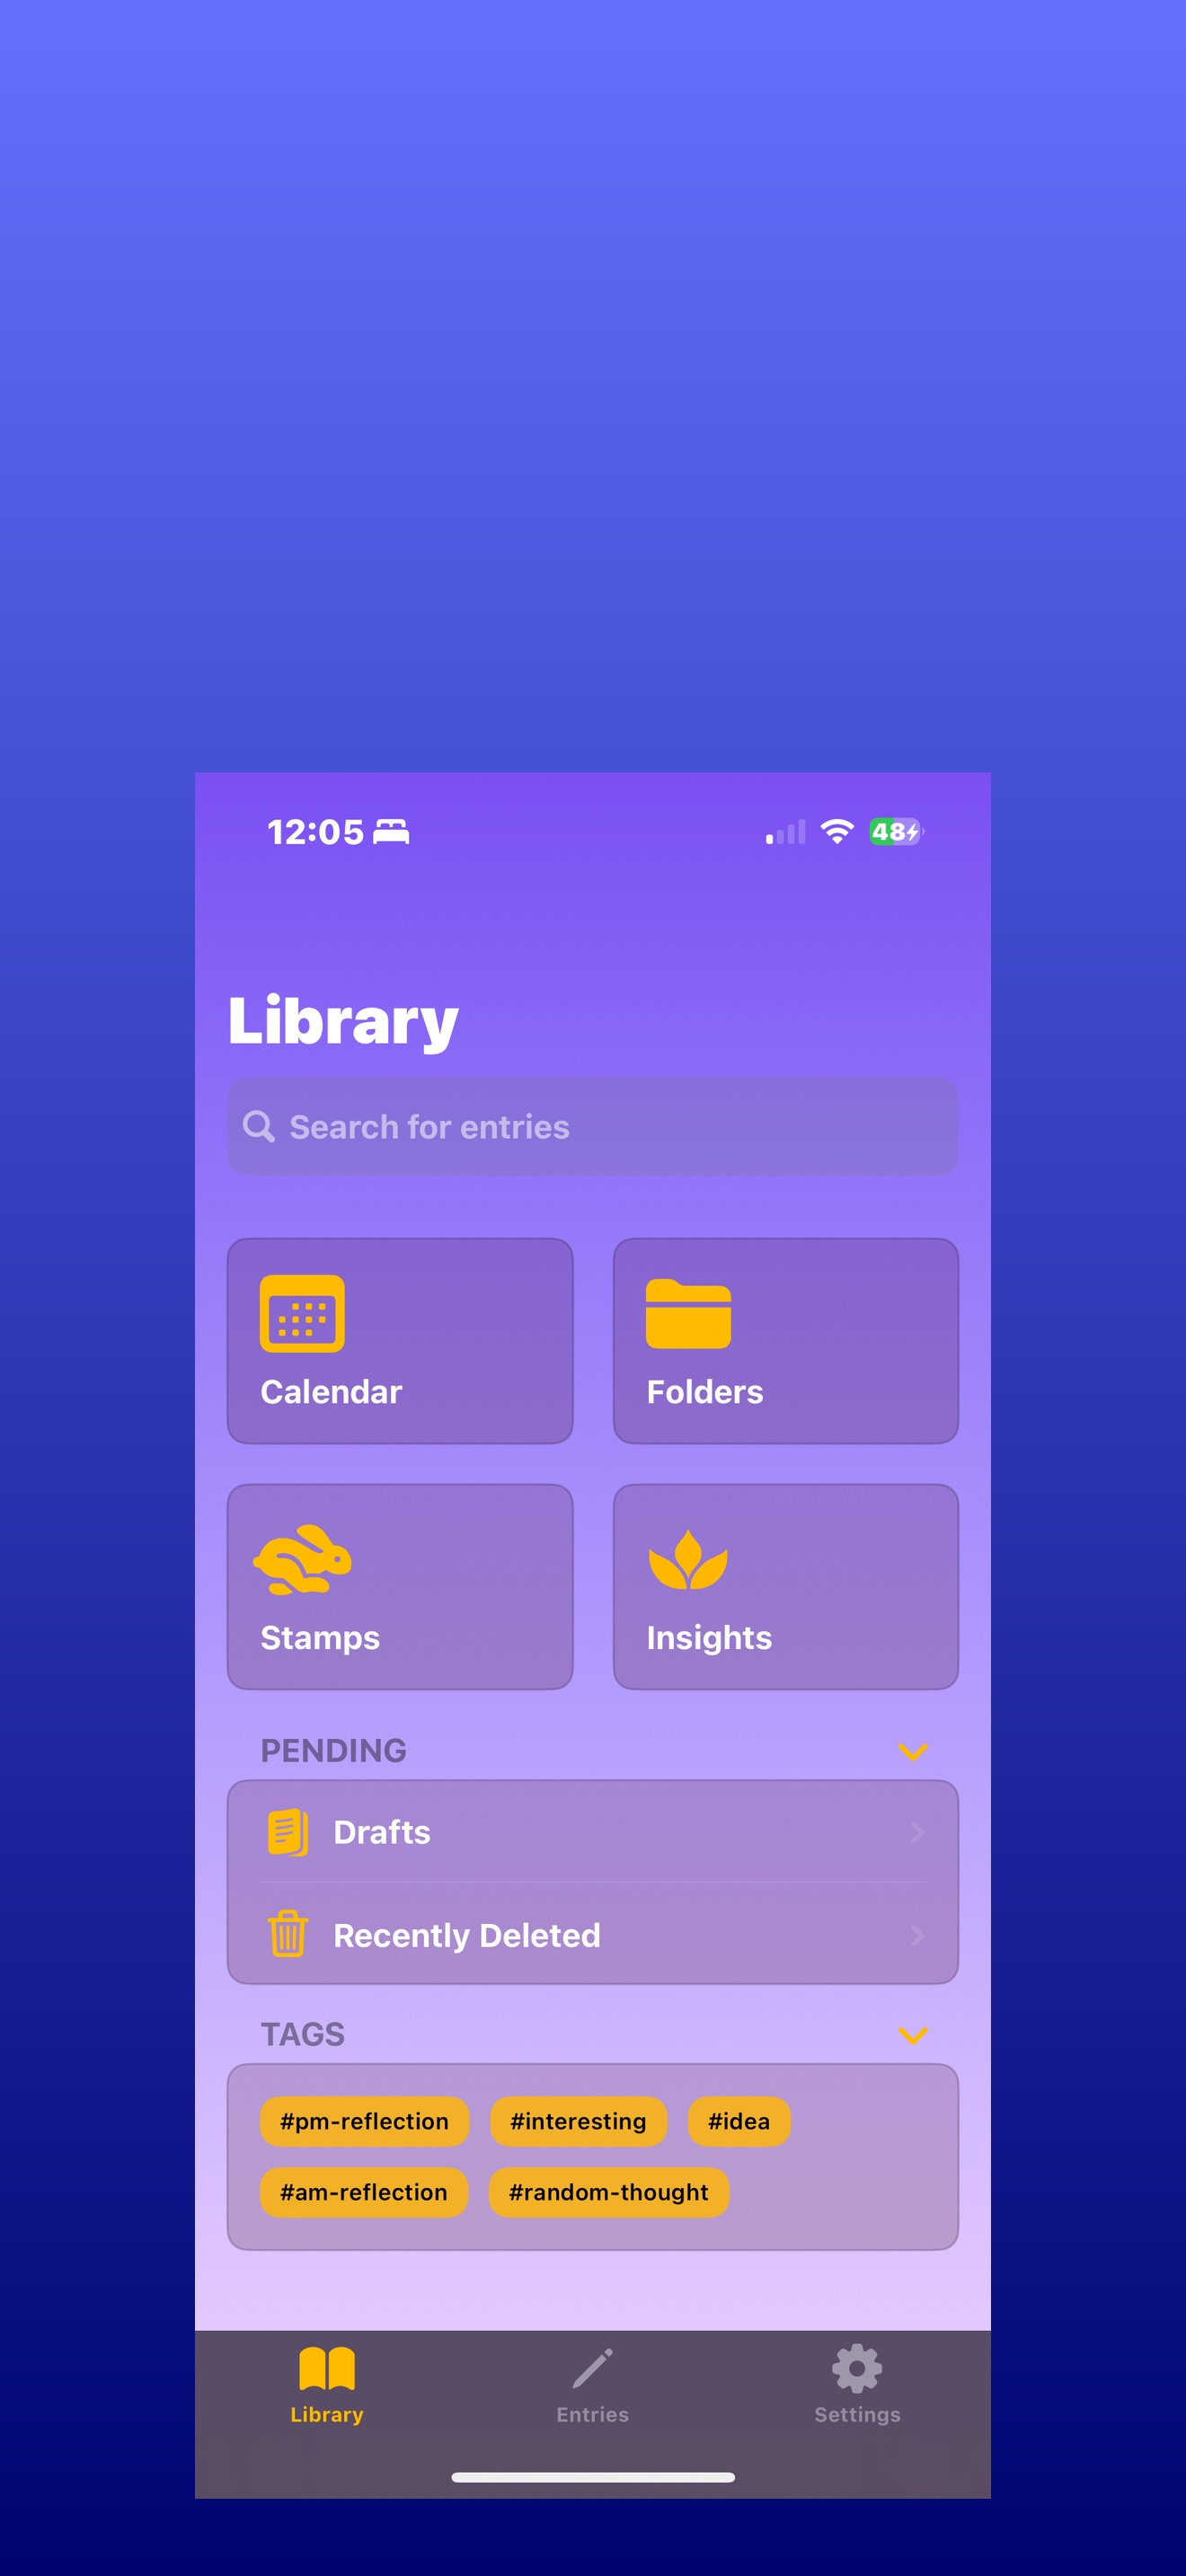 12:05
48
Library
Search for entries
Calendar
Folders
Stamps
Insights
PENDING
Drafts
Recently Deleted
TAGS
#pm-reflection #interesting #idea
#am-reflection #random-thought
Library Entries Settings